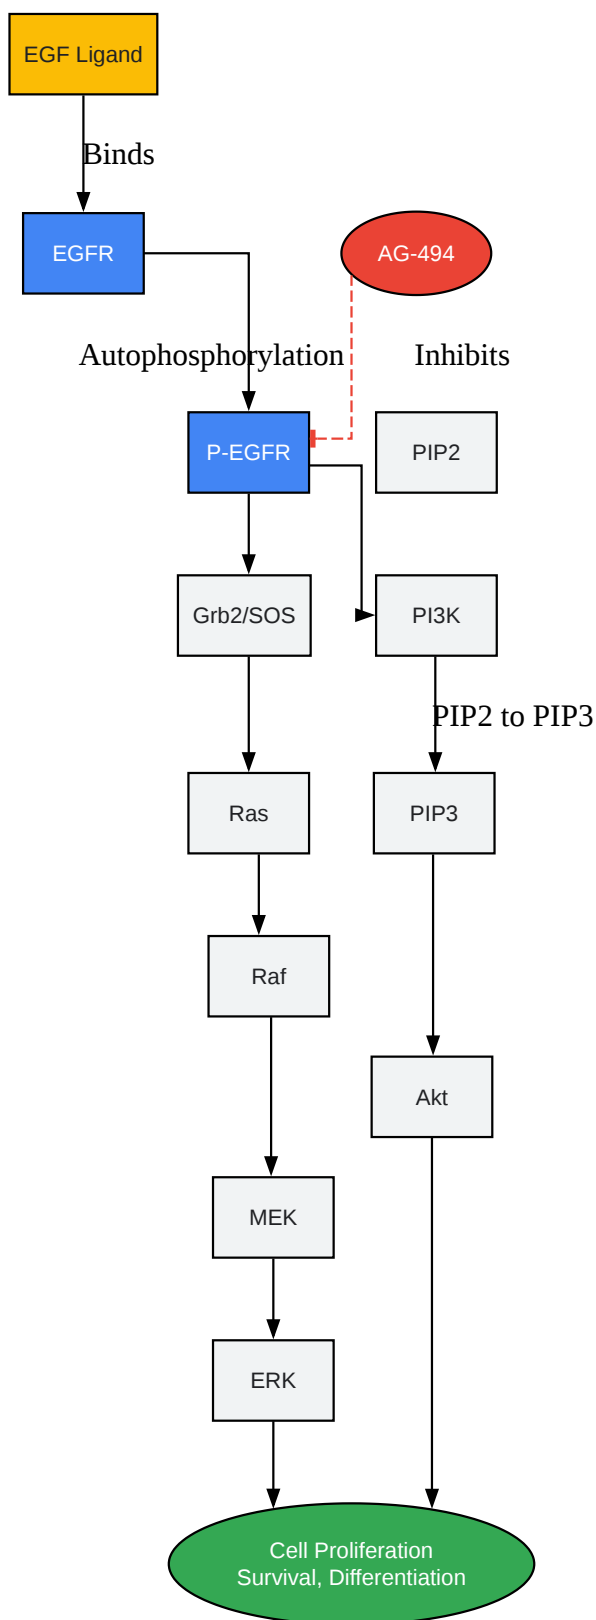 EGF Ligand
Binds
EGFR
AG-494
Autophosphorylation
Inhibits
P-EGFR
PIP2
Grb2/SOS
PI3K
PIP2 to PIP3
Ras
PIP3
Raf
Akt
MEK
ERK
Cell Proliferation
Survival, Differentiation